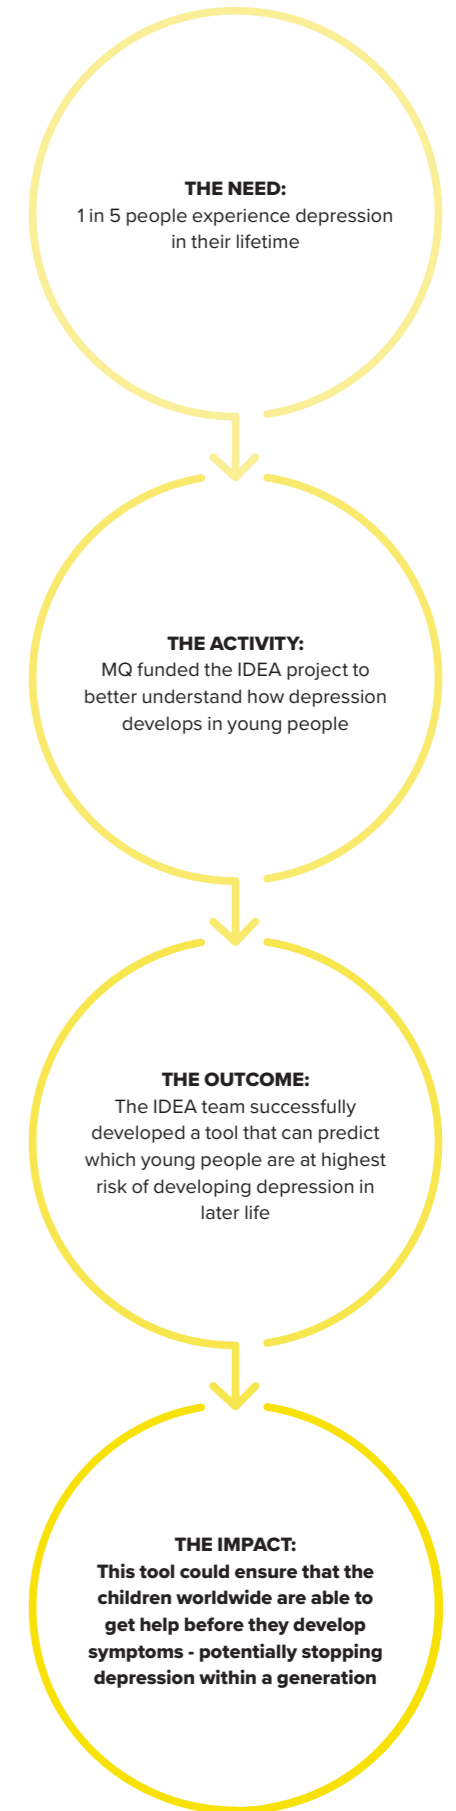 THE NEED:
1 in 5 people experience depression
in their lifetime
THE ACTIVITY:
MQ funded the IDEA project to
better understand how depression
develops in young people
THE OUTCOME:
The IDEA team successfully
developed a tool that can predict
which young people are at highest
risk of developing depression in
later life
THE IMPACT:
This tool could ensure that the
children worldwide are able to
get help before they develop
symptoms - potentially stopping
depression within a generation